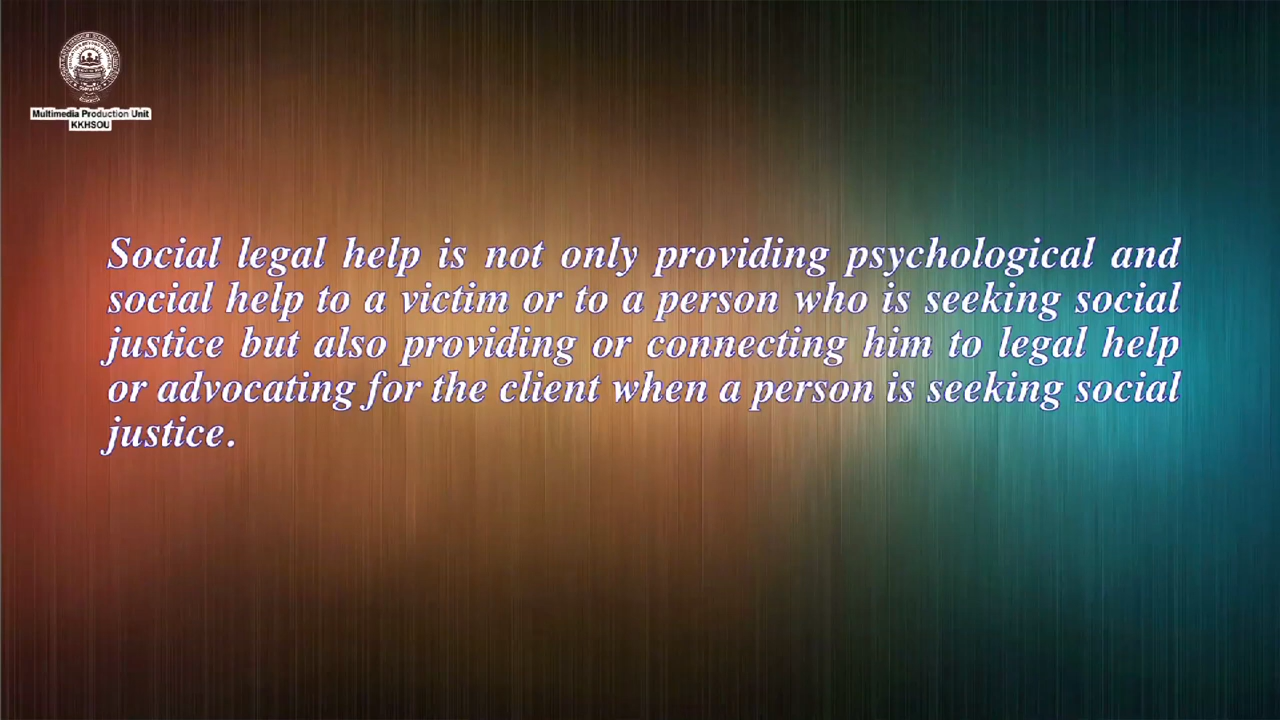 Multimedia Production Unit
KKHSOU
Social legal help is not only providing psychological and
social help to a victim or to a person who is seeking social
justice but also providing or connecting him to legal help
or advocating for the client when a person is seeking social
justice.